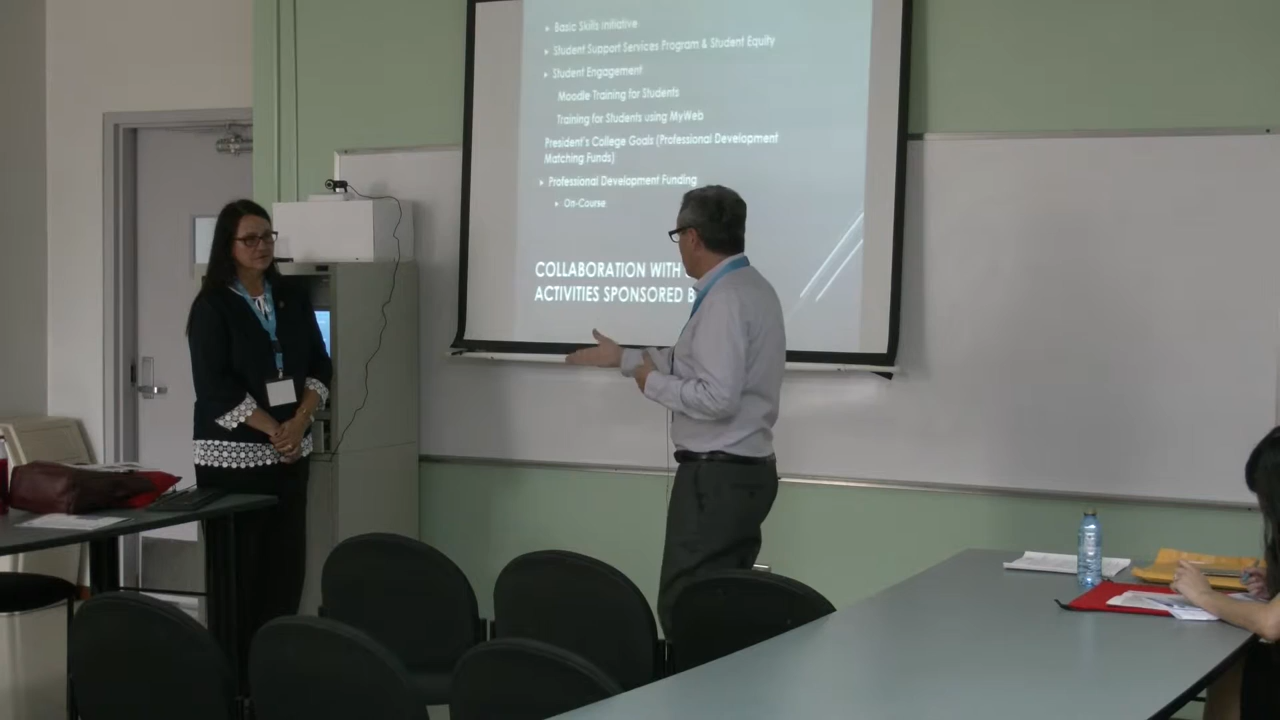 Basic Skills Initiative
Student Support Services Program & Student Equity
Student Engagement
Moodle Training for Students
Training for Students using MyWeb
President's College Goals (Professional Development
Matching Funds)
Professional Development Funding
On-Course
COLLABORATION WITH
ACTIVITIES SPONSORED